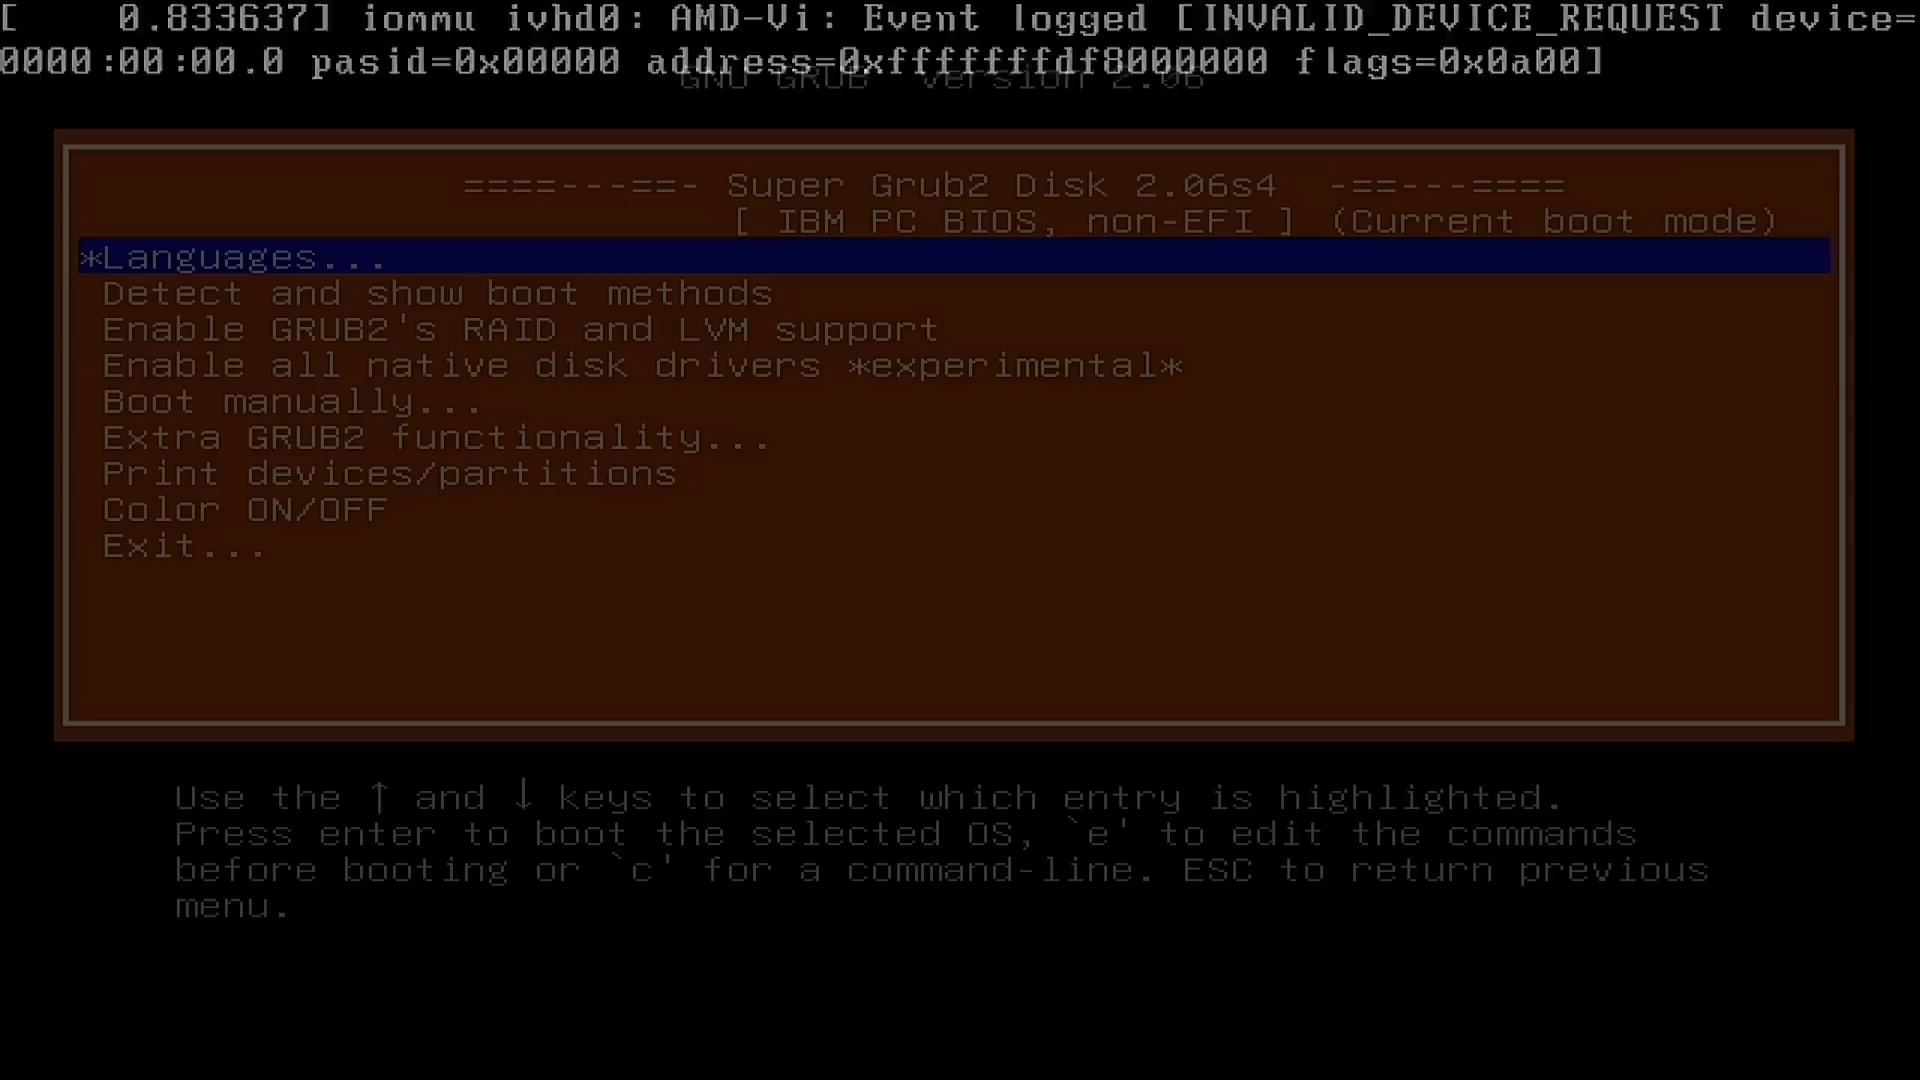 [    0.833637] iommu ivhd0: AMD-Vi: Event logged [INVALID_DEVICE_REQUEST device=
0000:00:00.0 pasid=0x00000 address=0xfffffffdf8000000 flags=0x0a00]
GNU GRUB  version 2.06
====---==- Super Grub2 Disk 2.06s4  -==---====
[ IBM PC BIOS, non-EFI ] (Current boot mode)
*Languages...
Detect and show boot methods
Enable GRUB2's RAID and LVM support
Enable all native disk drivers *experimental*
Boot manually...
Extra GRUB2 functionality...
Print devices/partitions
Color ON/OFF
Exit...
Use the ↑ and ↓ keys to select which entry is highlighted.
Press enter to boot the selected OS, `e' to edit the commands
before booting or `c' for a command-line. ESC to return previous
menu.